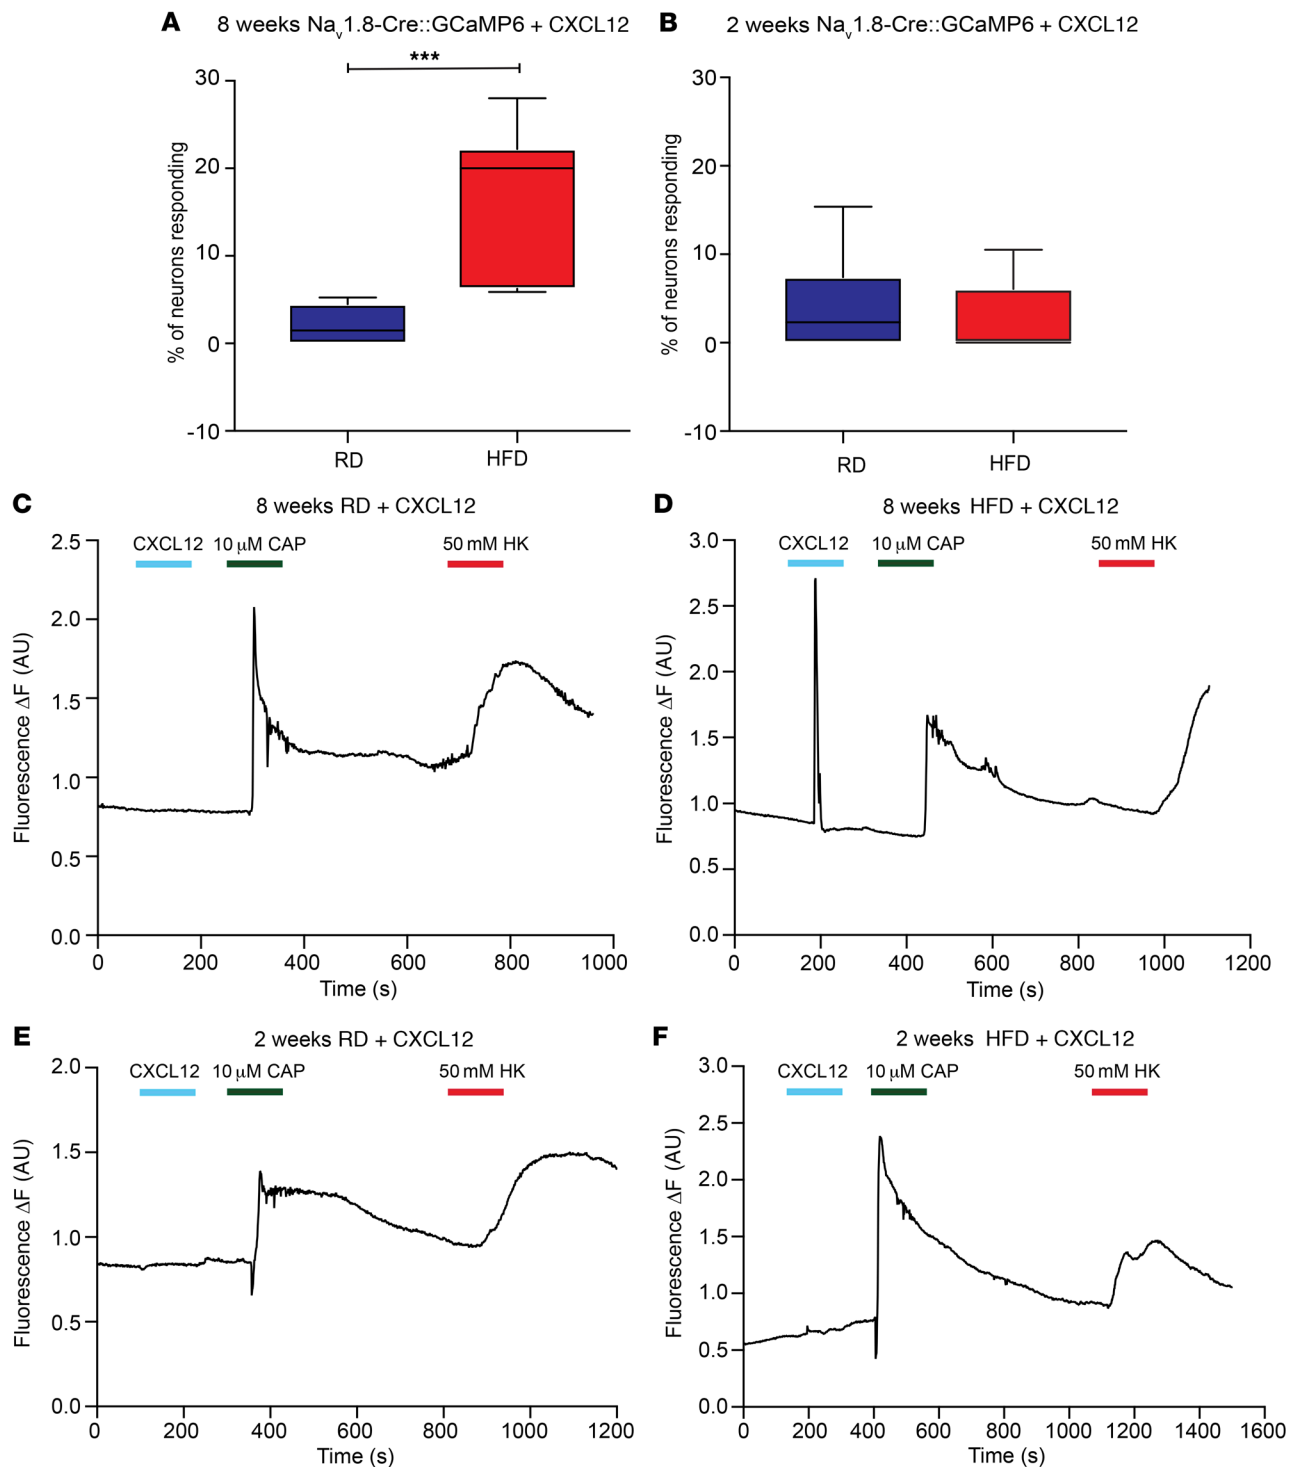 A 8 weeks Nav1.8-Cre::GCaMP6 + CXCL12
***
% of neurons responding
30
20
10
0
-10
RD HFD
B 2 weeks Nav1.8-Cre::GCaMP6 + CXCL12
% of neurons responding
30
20
10
0
-10
RD HFD
C 8 weeks RD + CXCL12
CXCL12 10 µM CAP 50 mM HK
Fluorescence ΔF (AU)
2.5
2.0
1.5
1.0
0.5
0.0
0 200 400 600 800 1000
Time (s)
D 8 weeks HFD + CXCL12
CXCL12 10 µM CAP 50 mM HK
Fluorescence ΔF (AU)
3.0
2.5
2.0
1.5
1.0
0.5
0.0
0 200 400 600 800 1000 1200
Time (s)
E 2 weeks RD + CXCL12
CXCL12 10 µM CAP 50 mM HK
Fluorescence ΔF (AU)
2.0
1.5
1.0
0.5
0.0
0 200 400 600 800 1000 1200
Time (s)
F 2 weeks HFD + CXCL12
CXCL12 10 µM CAP 50 mM HK
Fluorescence ΔF (AU)
3.0
2.5
2.0
1.5
1.0
0.5
0.0
0 200 400 600 800 1000 1200 1400 1600
Time (s)